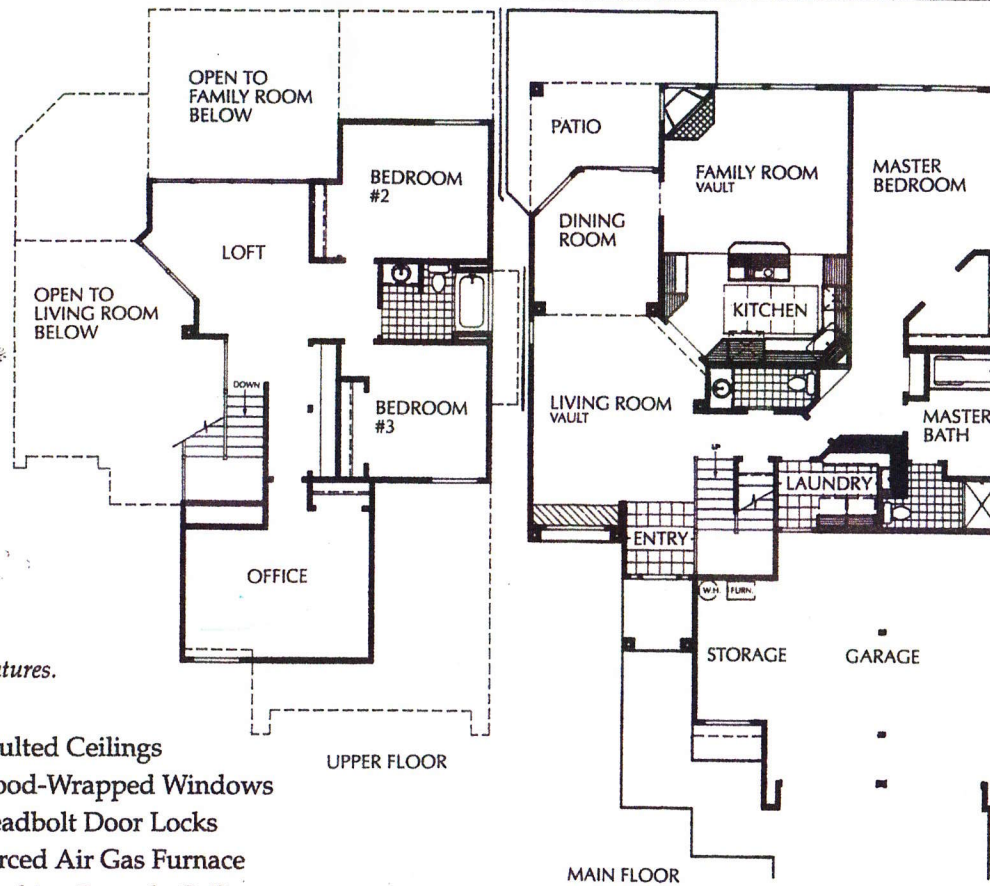 OPEN TO
FAMILY ROOM
BELOW
BEDROOM
#2
LOFT
OPEN TO
LIVING ROOM
BELOW
DOWN
BEDROOM
#3
OFFICE
UPPER FLOOR
PATIO
FAMILY ROOM
VAULT
MASTER
BEDROOM
DINING
ROOM
KITCHEN
LIVING ROOM
VAULT
MASTER
BATH
UP
LAUNDRY
ENTRY
W.H.
FURN.
STORAGE
GARAGE
MAIN FLOOR
tures.
ulted Ceilings
ood-Wrapped Windows
eadbolt Door Locks
rced Air Gas Furnace